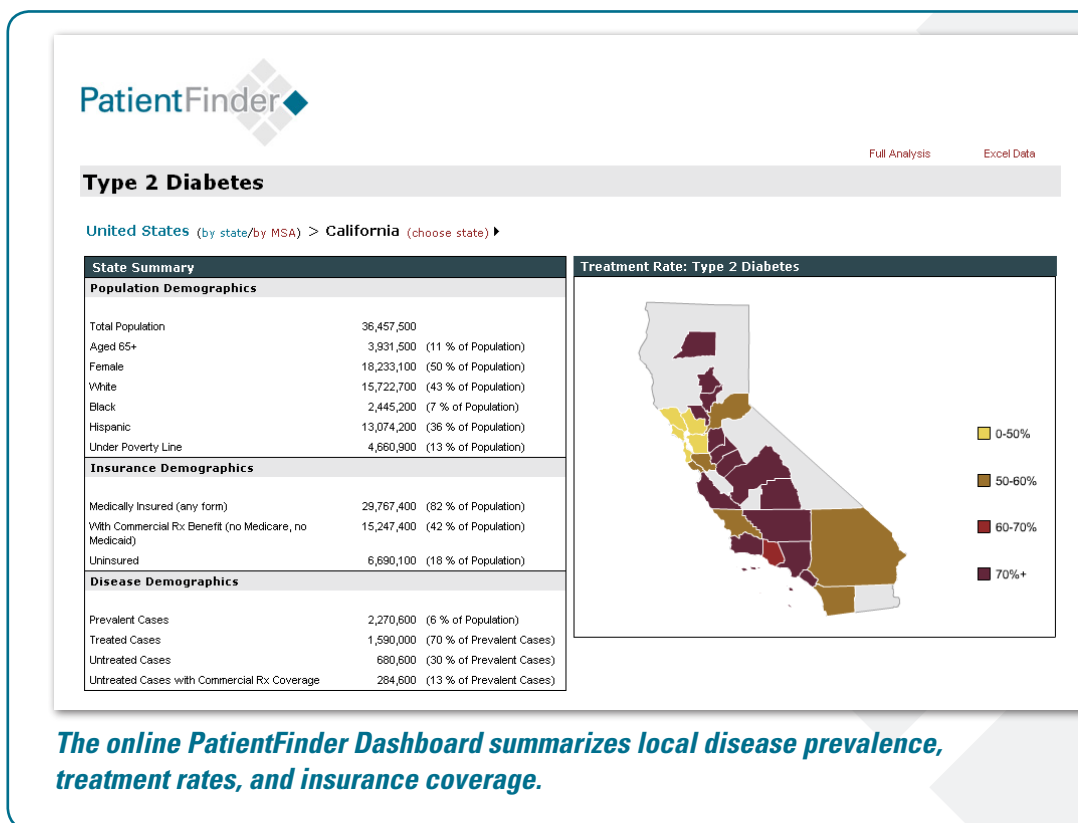 PatientFinder
Full Analysis Excel Data
Type 2 Diabetes
United States (by state/by MSA) > California (choose state)
State Summary
Population Demographics
Total Population 36,457,500
Aged 65+ 3,931,500 (11 % of Population)
Female 18,233,100 (50 % of Population)
White 15,722,700 (43 % of Population)
Black 2,445,200 (7 % of Population)
Hispanic 13,074,200 (36 % of Population)
Under Poverty Line 4,660,900 (13 % of Population)
Insurance Demographics
Medically Insured (any form) 29,767,400 (82 % of Population)
With Commercial Rx Benefit (no Medicare, no 15,247,400 (42 % of Population)
Medicaid)
Uninsured 6,690,100 (18 % of Population)
Disease Demographics
Prevalent Cases 2,270,600 (6 % of Population)
Treated Cases 1,590,000 (70 % of Prevalent Cases)
Untreated Cases 680,600 (30 % of Prevalent Cases)
Untreated Cases with Commercial Rx Coverage 284,600 (13 % of Prevalent Cases)
Treatment Rate: Type 2 Diabetes
0-50%
50-60%
60-70%
70%+
The online PatientFinder Dashboard summarizes local disease prevalence,
treatment rates, and insurance coverage.